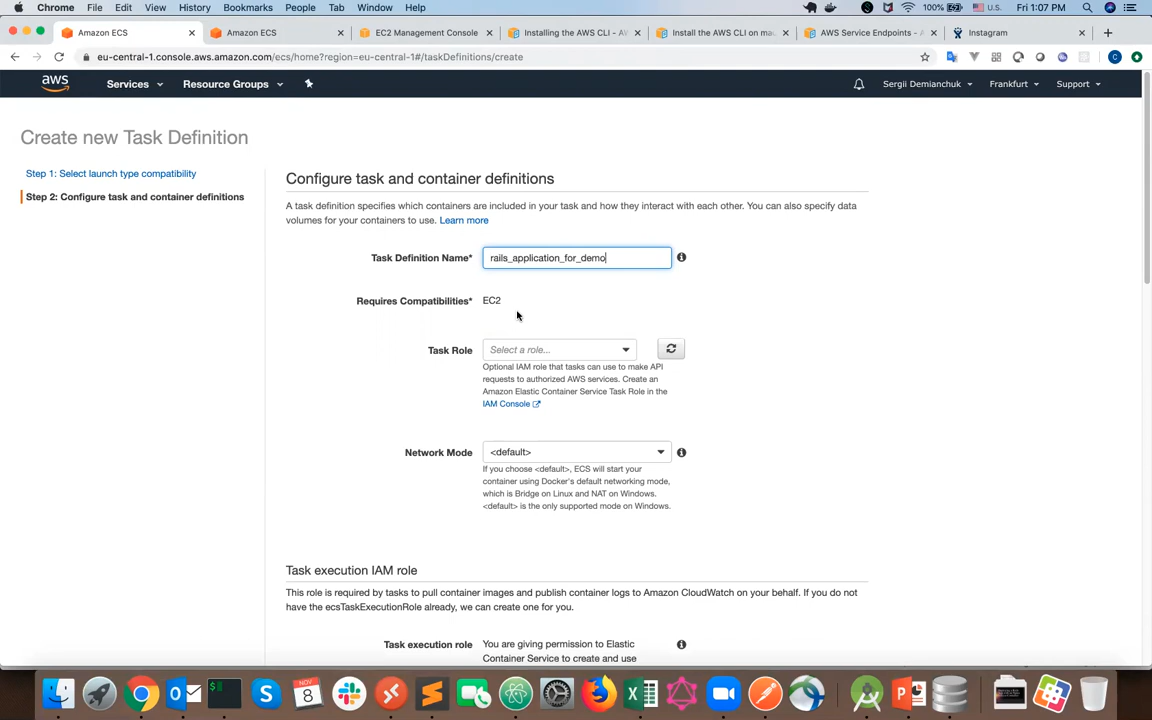 Chrome File Edit View History Bookmarks People Tab Window Help 100% U.S. Fri 1:07 PM
Amazon ECS
Amazon ECS
EC2 Management Console
Installing the AWS CLI - AW
Install the AWS CLI on mac
AWS Service Endpoints - A
Instagram
eu-central-1.console.aws.amazon.com/ecs/home?region=eu-central-1#/taskDefinitions/create
aws Services Resource Groups Sergii Demianchuk Frankfurt Support
Create new Task Definition
Step 1: Select launch type compatibility
Step 2: Configure task and container definitions
Configure task and container definitions
A task definition specifies which containers are included in your task and how they interact with each other. You can also specify data
volumes for your containers to use. Learn more
Task Definition Name* rails_application_for_demo
Requires Compatibilities* EC2
Task Role Select a role...
Optional IAM role that tasks can use to make API
requests to authorized AWS services. Create an
Amazon Elastic Container Service Task Role in the
IAM Console
Network Mode <default>
If you choose <default>, ECS will start your
container using Docker's default networking mode,
which is Bridge on Linux and NAT on Windows.
<default> is the only supported mode on Windows.
Task execution IAM role
This role is required by tasks to pull container images and publish container logs to Amazon CloudWatch on your behalf. If you do not
have the ecsTaskExecutionRole already, we can create one for you.
Task execution role You are giving permission to Elastic
Container Service to create and use
NOV
8